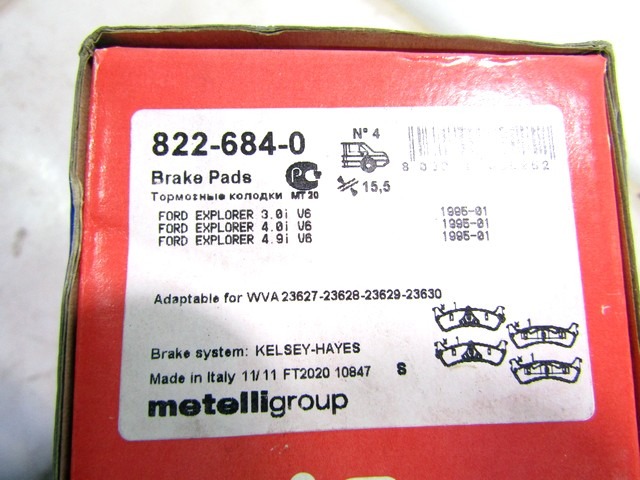 822-684-0
N° 4
Brake Pads
Тормозные колодки
РС
МТ20
15,5
FORD EXPLORER 3.0i V6 1995-01
FORD EXPLORER 4.0i V6 1995-01
FORD EXPLORER 4.9i V6 1995-01
Adaptable for WVA 23627-23628-23629-23630
Brake system: KELSEY-HAYES
Made in Italy 11/11 FT2020 10847 S
metelligroup